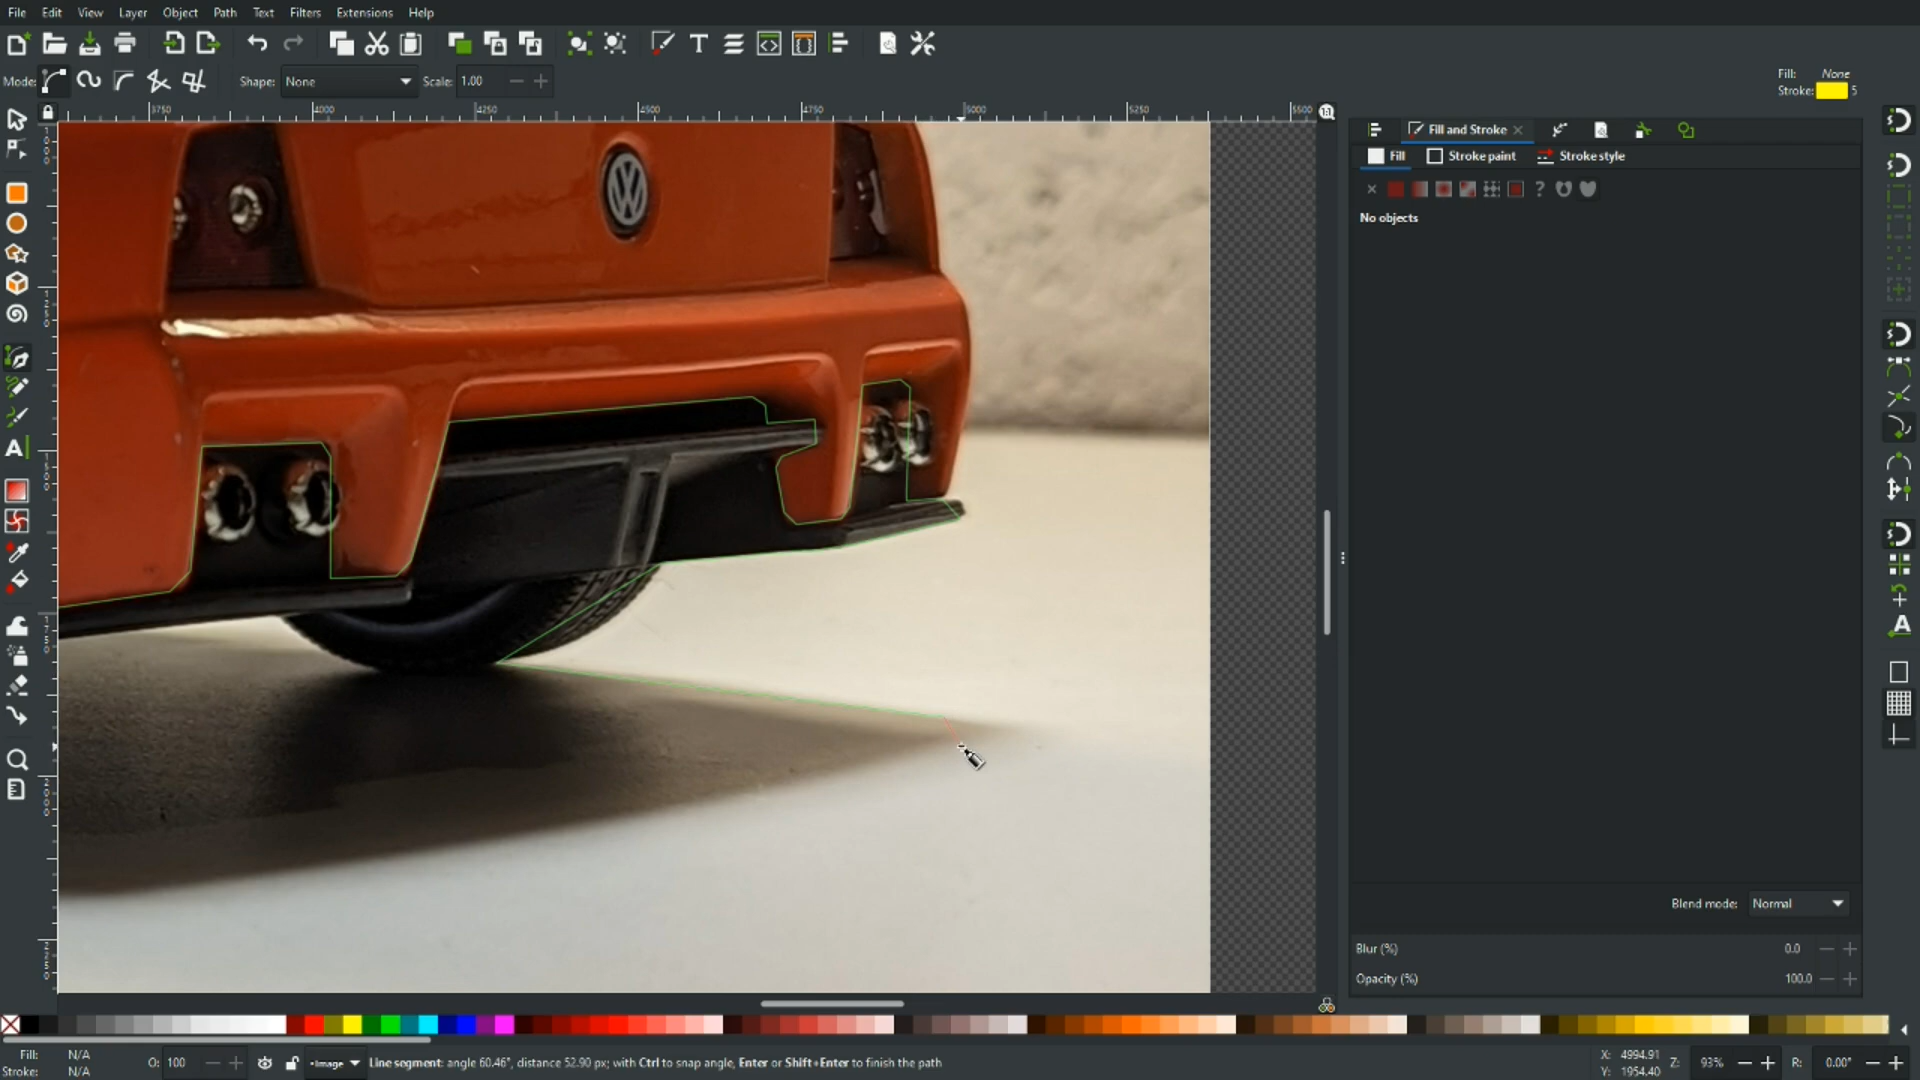 File Edit View Layer Object Path Text Filters Extensions Help
Mode: Shape: None Scale: 1.00
Fill: None
Stroke: 5
3750 4000 4250 4500 4750 5000 5250 5500
Fill and Stroke
Fill Stroke paint Stroke style
No objects
Blend mode: Normal
Blur (%) 0.0
Opacity (%) 100.0
Fill: N/A
Stroke: N/A
O: 100
•Image
Line segment: angle 60.46°, distance 52.90 px; with Ctrl to snap angle, Enter or Shift+Enter to finish the path
X: 4994.91
Y: 1954.40
Z: 93%
R: 0.00°